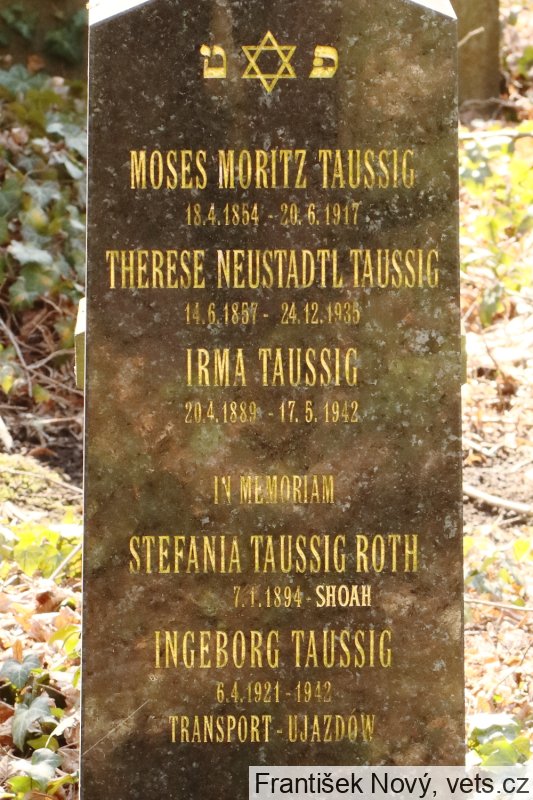 פ ✡ ט
MOSES MORITZ TAUSSIG
18.4.1854 - 20.6.1917
THERESE NEUSTADTL TAUSSIG
14.6.1857 - 24.12.1935
IRMA TAUSSIG
20.4.1889 - 17.5.1942
IN MEMORIAM
STEFANIA TAUSSIG ROTH
7.1.1894 - SHOAH
INGEBORG TAUSSIG
6.4.1921 - 1942
TRANSPORT - UJAZDÓW
František Nový, vets.cz